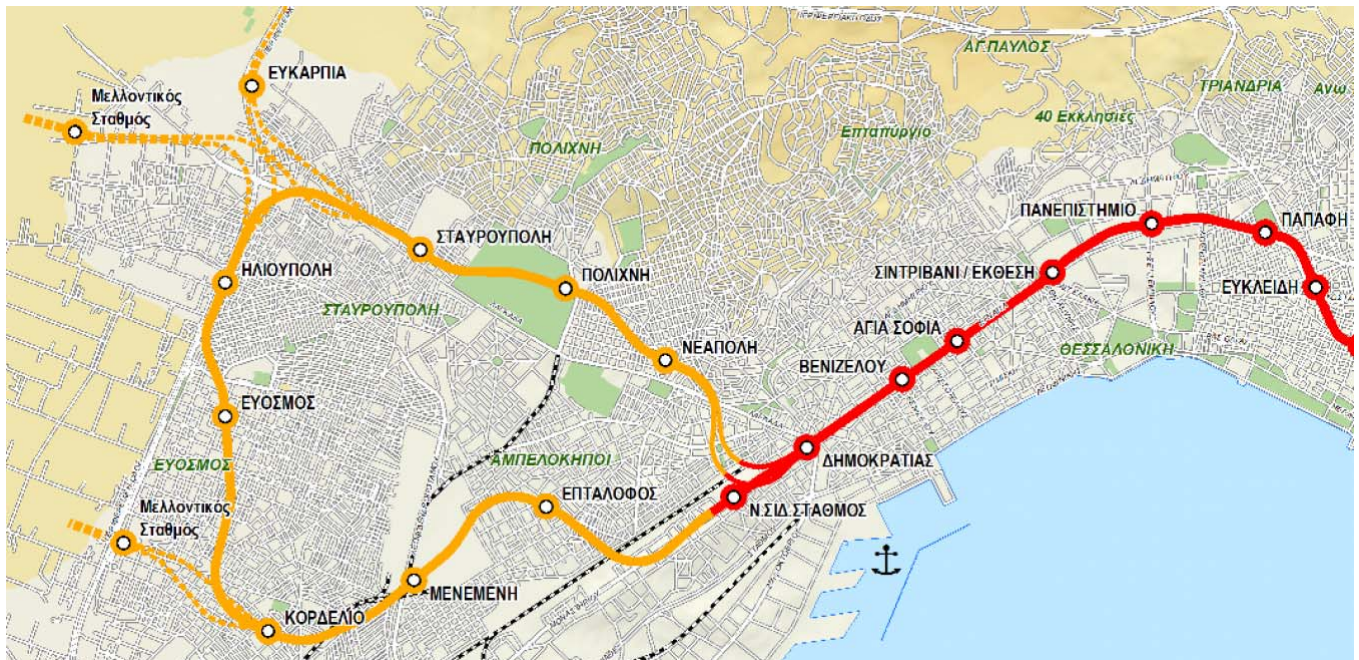 ΑΓ.ΠΑΥΛΟΣ
ΕΥΚΑΡΠΙΑ
ΤΡΙΑΝΔΡΙΑ
Ανω
Μελλοντικός
Σταθμός
40 Εκκλησιές
Επταπύργιο
ΠΟΛΙΧΝΗ
ΠΑΝΕΠΙΣΤΗΜΙΟ
ΠΑΠΑΦΗ
ΣΤΑΥΡΟΥΠΟΛΗ
ΣΙΝΤΡΙΒΑΝΙ / ΕΚΘΕΣΗ
ΗΛΙΟΥΠΟΛΗ
ΠΟΛΙΧΝΗ
ΕΥΚΛΕΙΔΗ
ΣΤΑΥΡΟΥΠΟΛΗ
ΑΓΙΑ ΣΟΦΙΑ
ΘΕΣΣΑΛΟΝΙΚΗ
ΝΕΑΠΟΛΗ
ΒΕΝΙΖΕΛΟΥ
ΕΥΟΣΜΟΣ
ΔΗΜΟΚΡΑΤΙΑΣ
ΑΜΠΕΛΟΚΗΠΟΙ
ΕΥΟΣΜΟΣ
ΕΠΤΑΛΟΦΟΣ
Ν.ΣΙΔ.ΣΤΑΘΜΟΣ
Μελλοντικός
Σταθμός
ΜΕΝΕΜΕΝΗ
ΚΟΡΔΕΛΙΟ